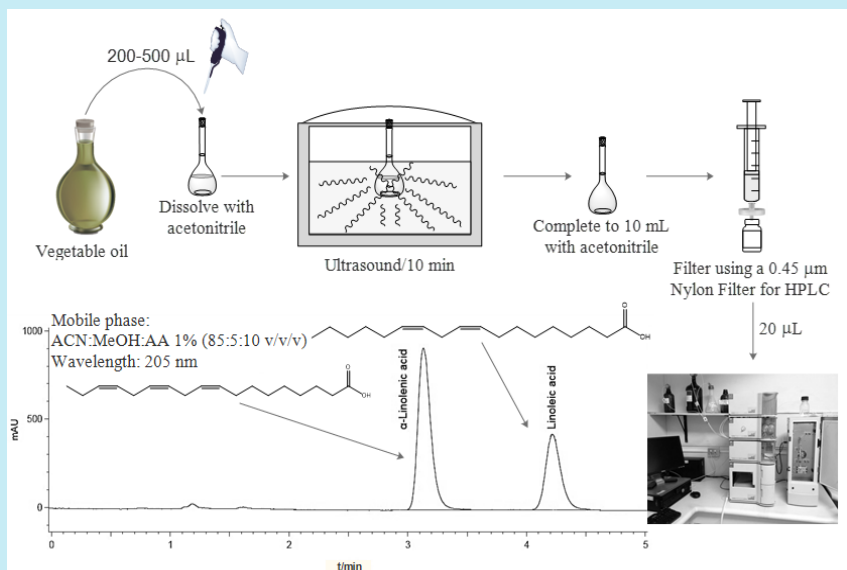 200-500 μL
Dissolve with
acetonitrile
Vegetable oil
Ultrasound/10 min
Complete to 10 mL
with acetonitrile
Filter using a 0.45 μm
Nylon Filter for HPLC
20 μL
Mobile phase:
ACN:MeOH:AA 1% (85:5:10 v/v/v)
Wavelength: 205 nm
O
OH
O
OH
α-Linolenic acid
Linoleic acid
1000
500
0
mAU
0 1 2 3 4 5
t/min